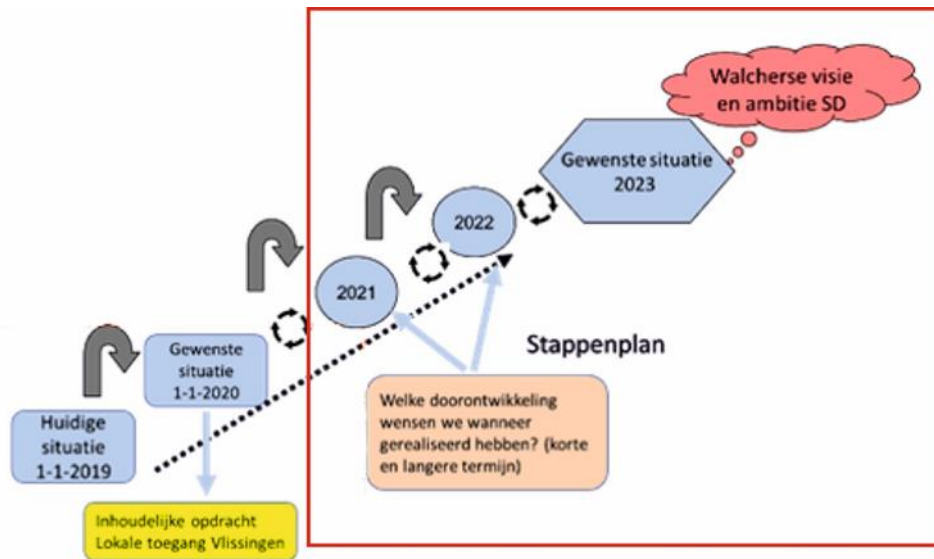 Walcherse visie
en ambitie SD
Gewenste situatie
2023
2022
2021
Stappenplan
Gewenste
situatie
1-1-2020
Welke doorontwikkeling
wensen we wanneer
gerealiseerd hebben? (korte
en langere termijn)
Huidige
situatie
1-1-2019
Inhoudelijke opdracht
Lokale toegang Vlissingen